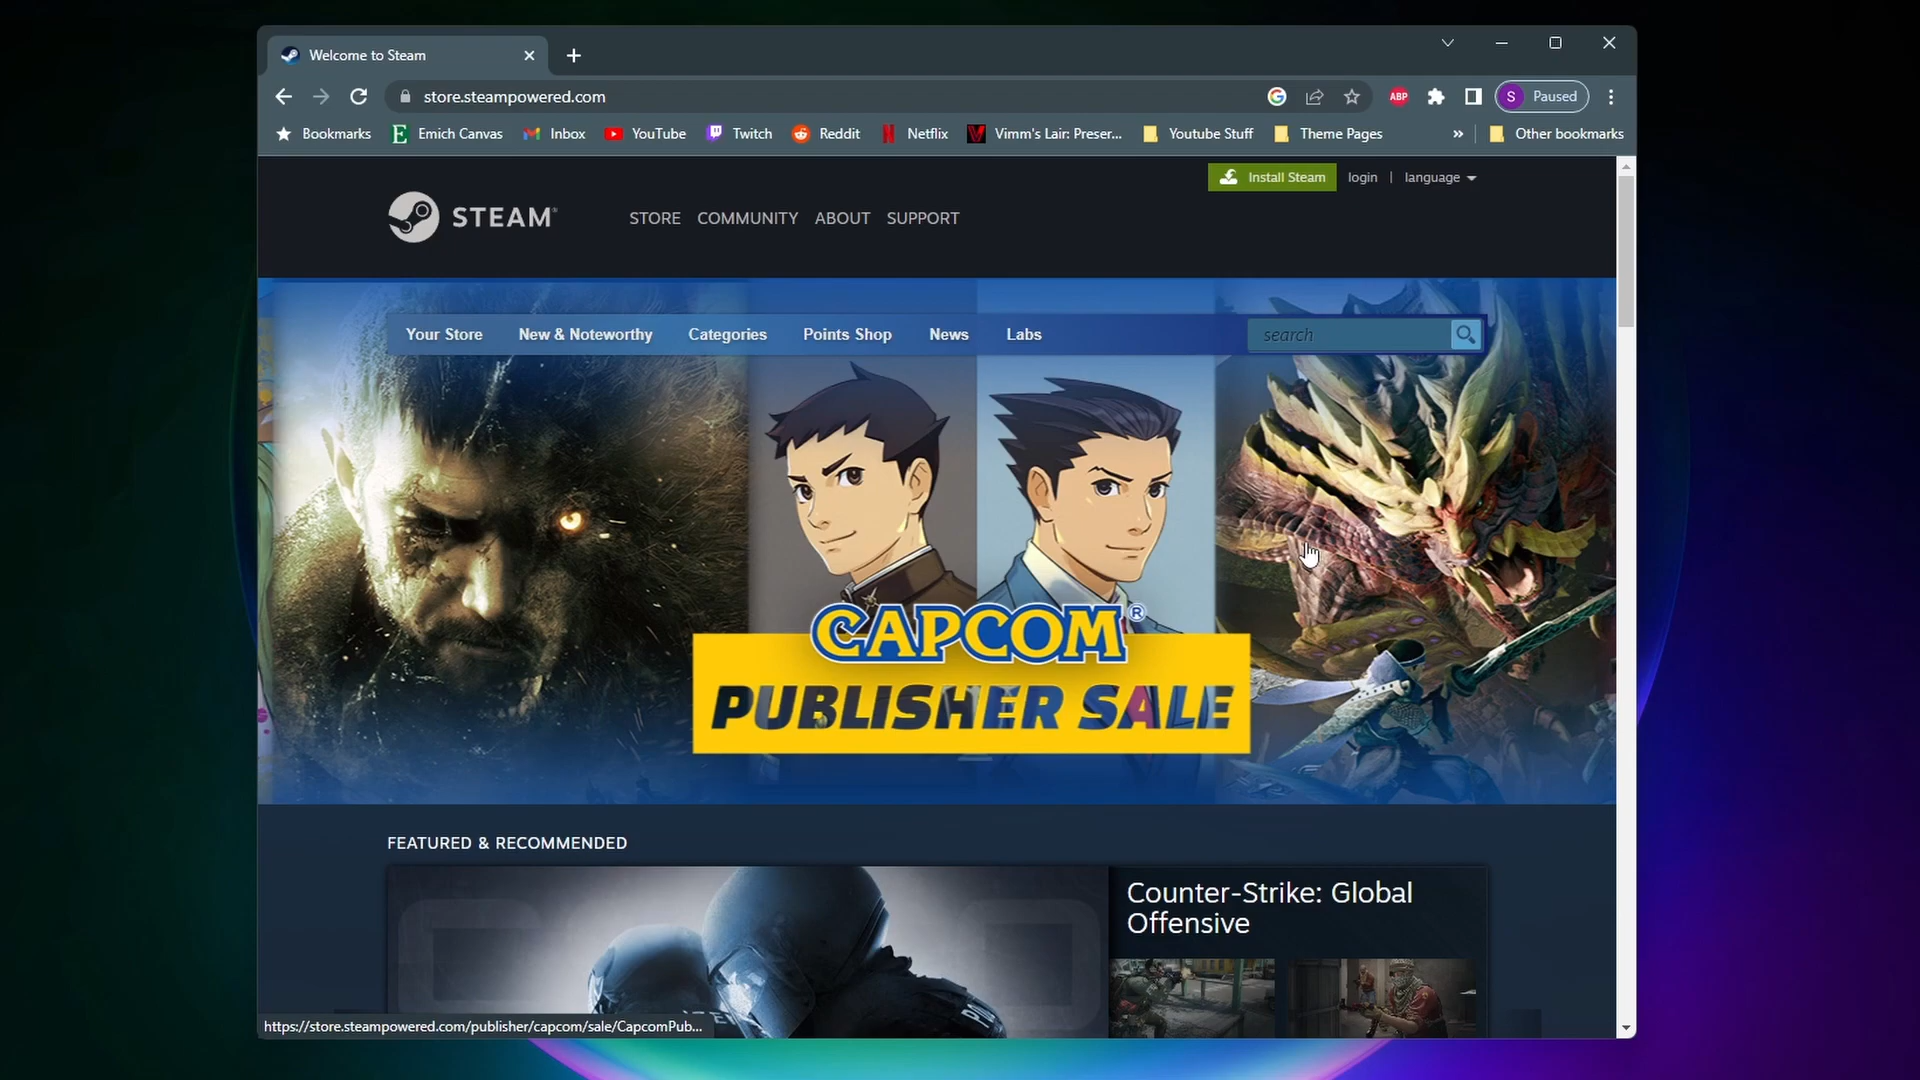 Welcome to Steam
store.steampowered.com
ABP
S Paused
Bookmarks
Emich Canvas
Inbox
YouTube
Twitch
Reddit
Netflix
Vimm's Lair: Preser...
Youtube Stuff
Theme Pages
»
Other bookmarks
Install Steam
login | language
STEAM®
STORE COMMUNITY ABOUT SUPPORT
Your Store New & Noteworthy Categories Points Shop News Labs
search
CAPCOM®
PUBLISHER SALE
FEATURED & RECOMMENDED
Counter-Strike: Global
Offensive
https://store.steampowered.com/publisher/capcom/sale/CapcomPub...